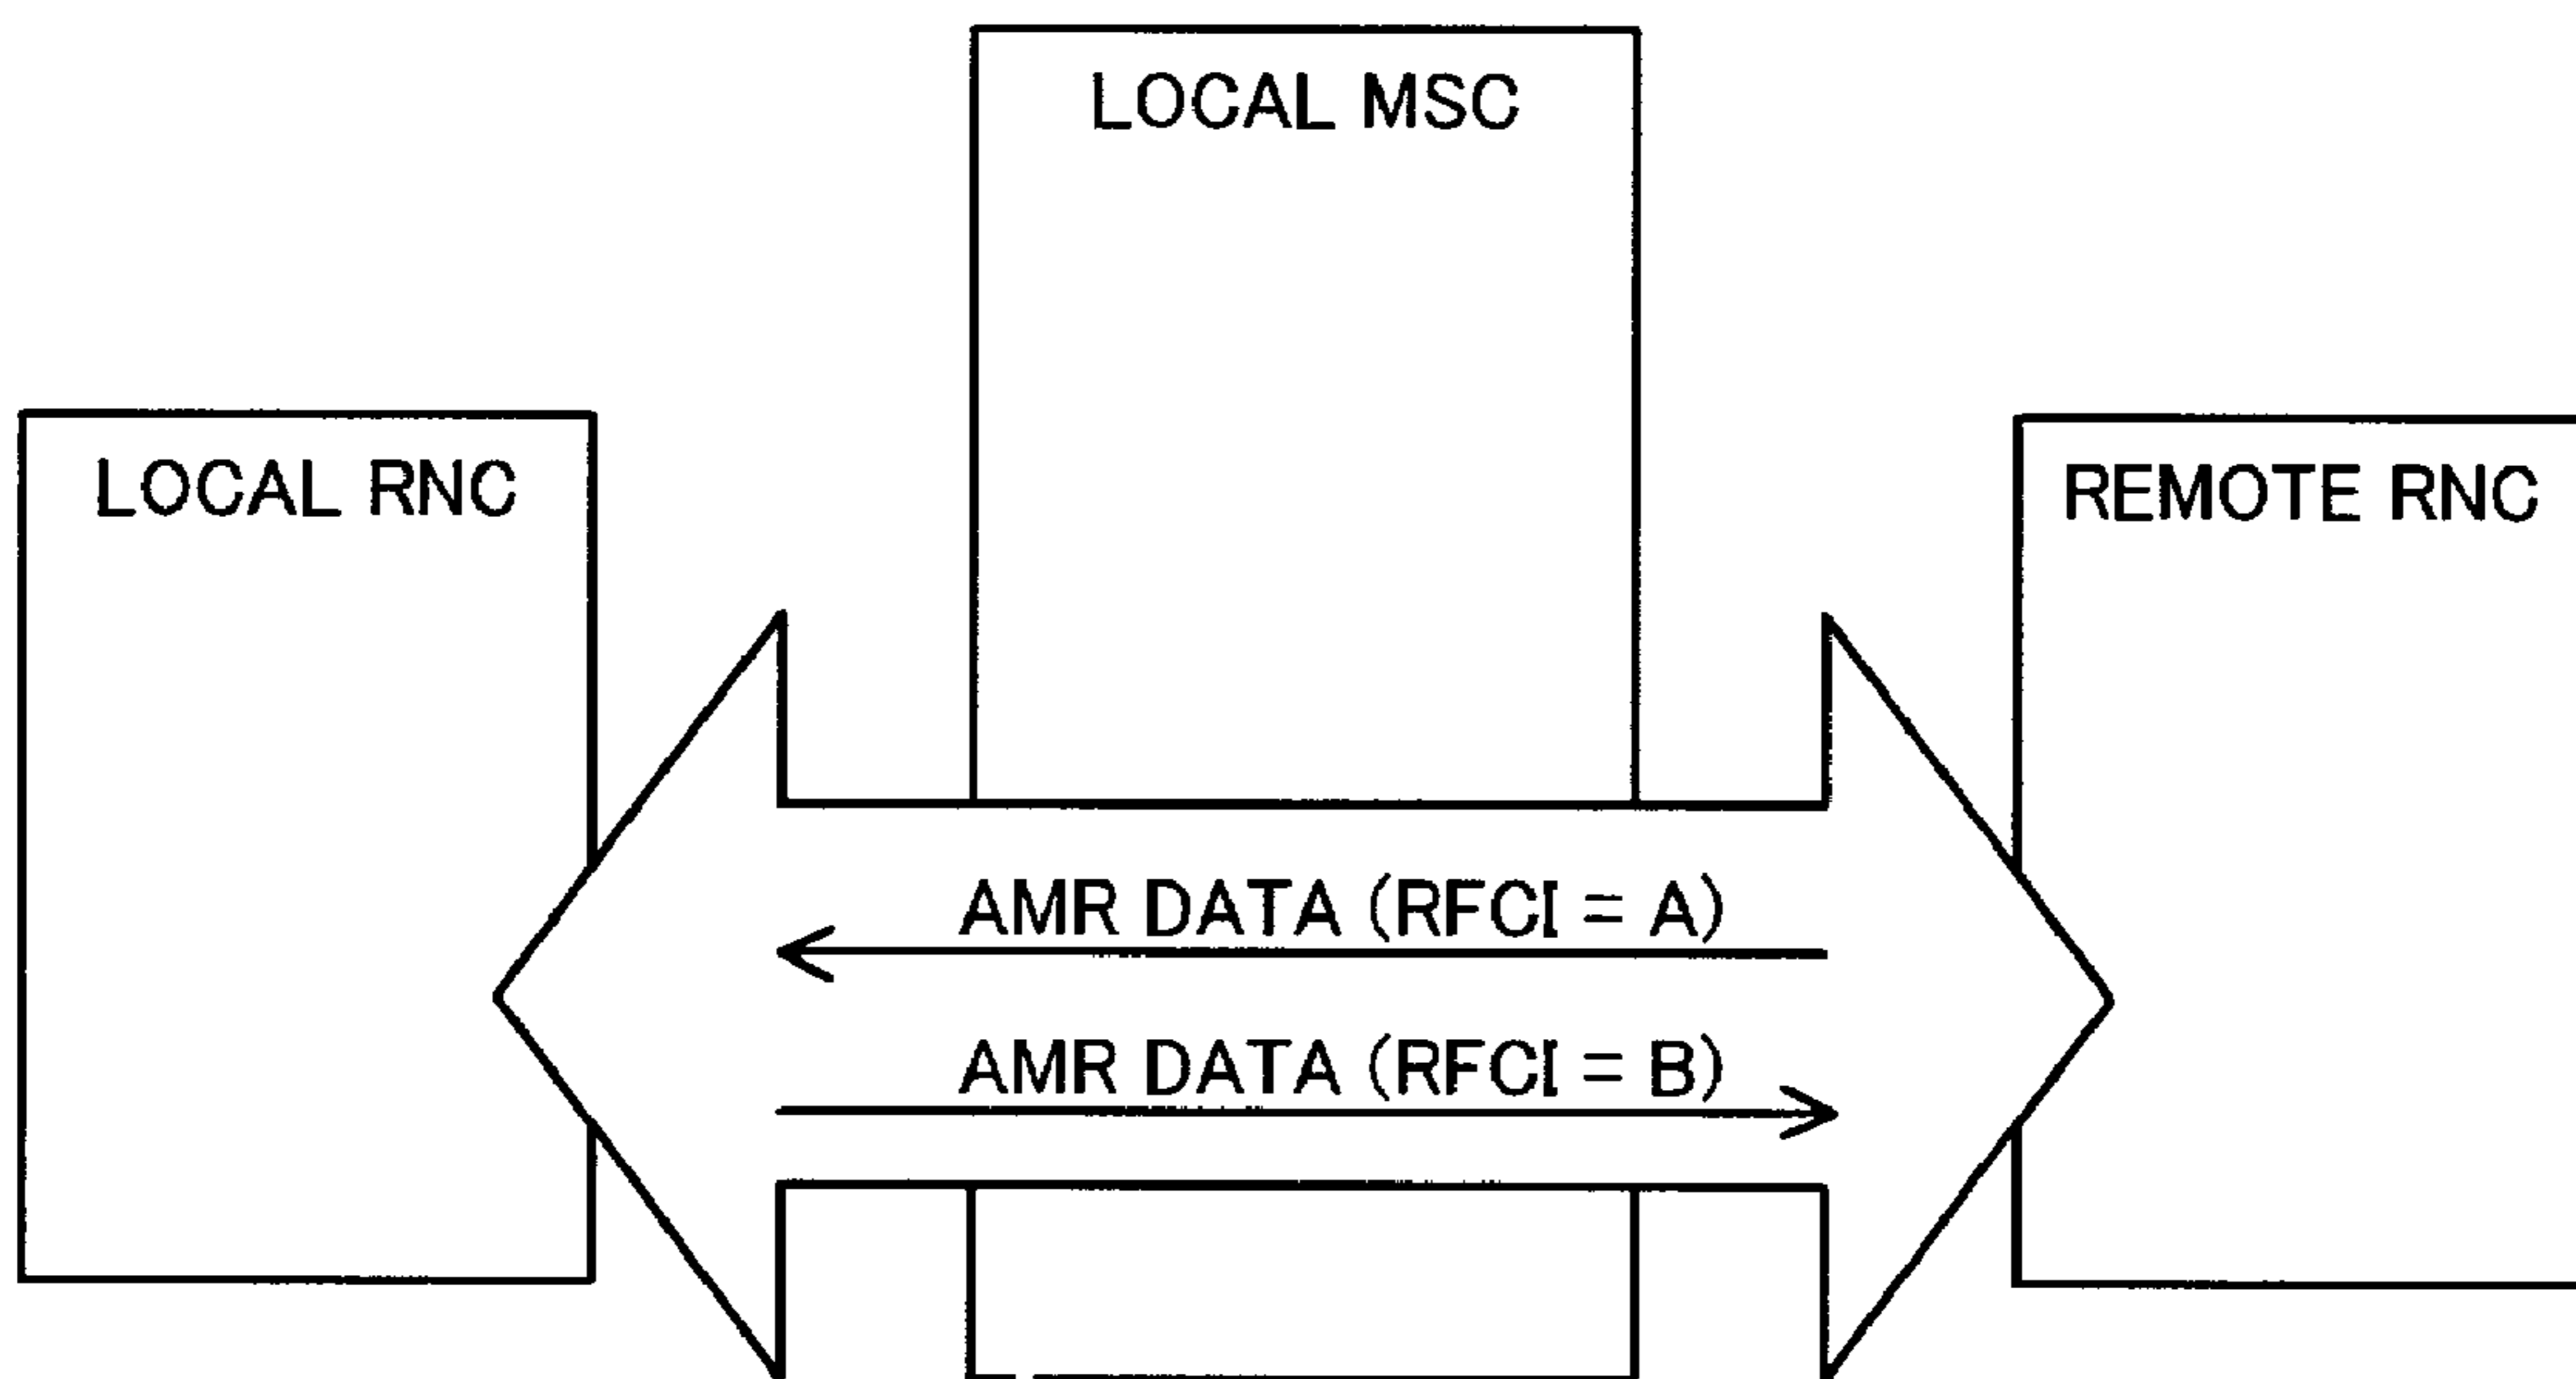 LOCAL MSC
LOCAL RNC
REMOTE RNC
AMR DATA (RFCI = A)
AMR DATA (RFCI = B)